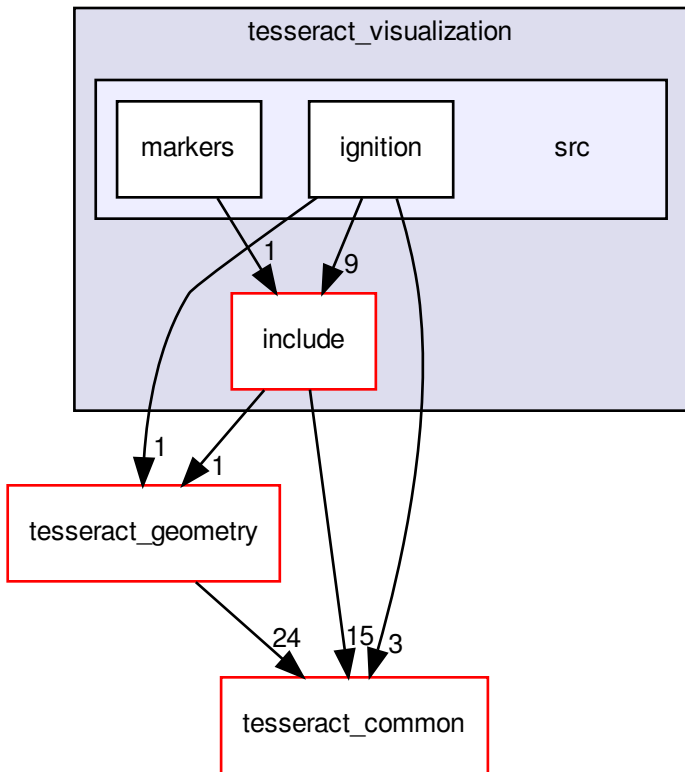 tesseract_visualization
markers
ignition
src
1
9
include
1
1
tesseract_geometry
24
15
3
tesseract_common